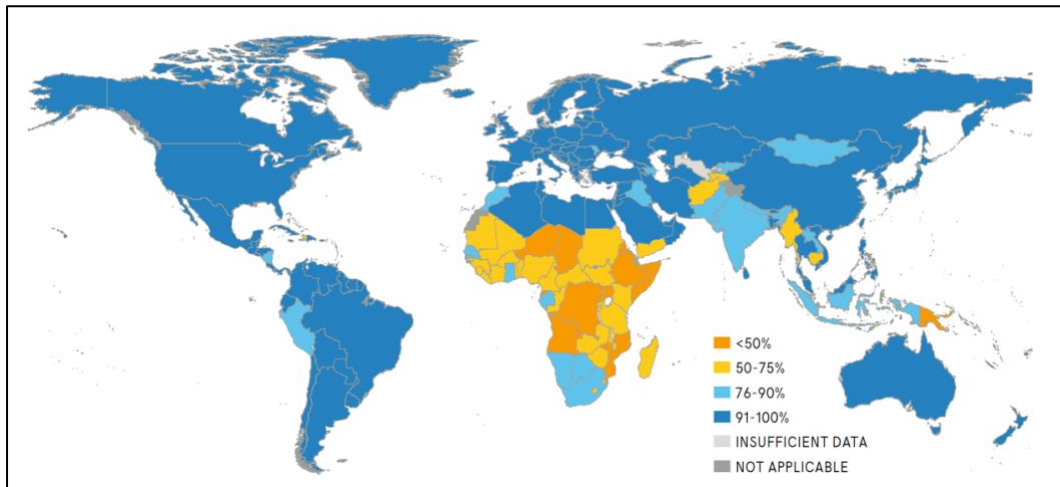 <50%
50-75%
76-90%
91-100%
INSUFFICIENT DATA
NOT APPLICABLE